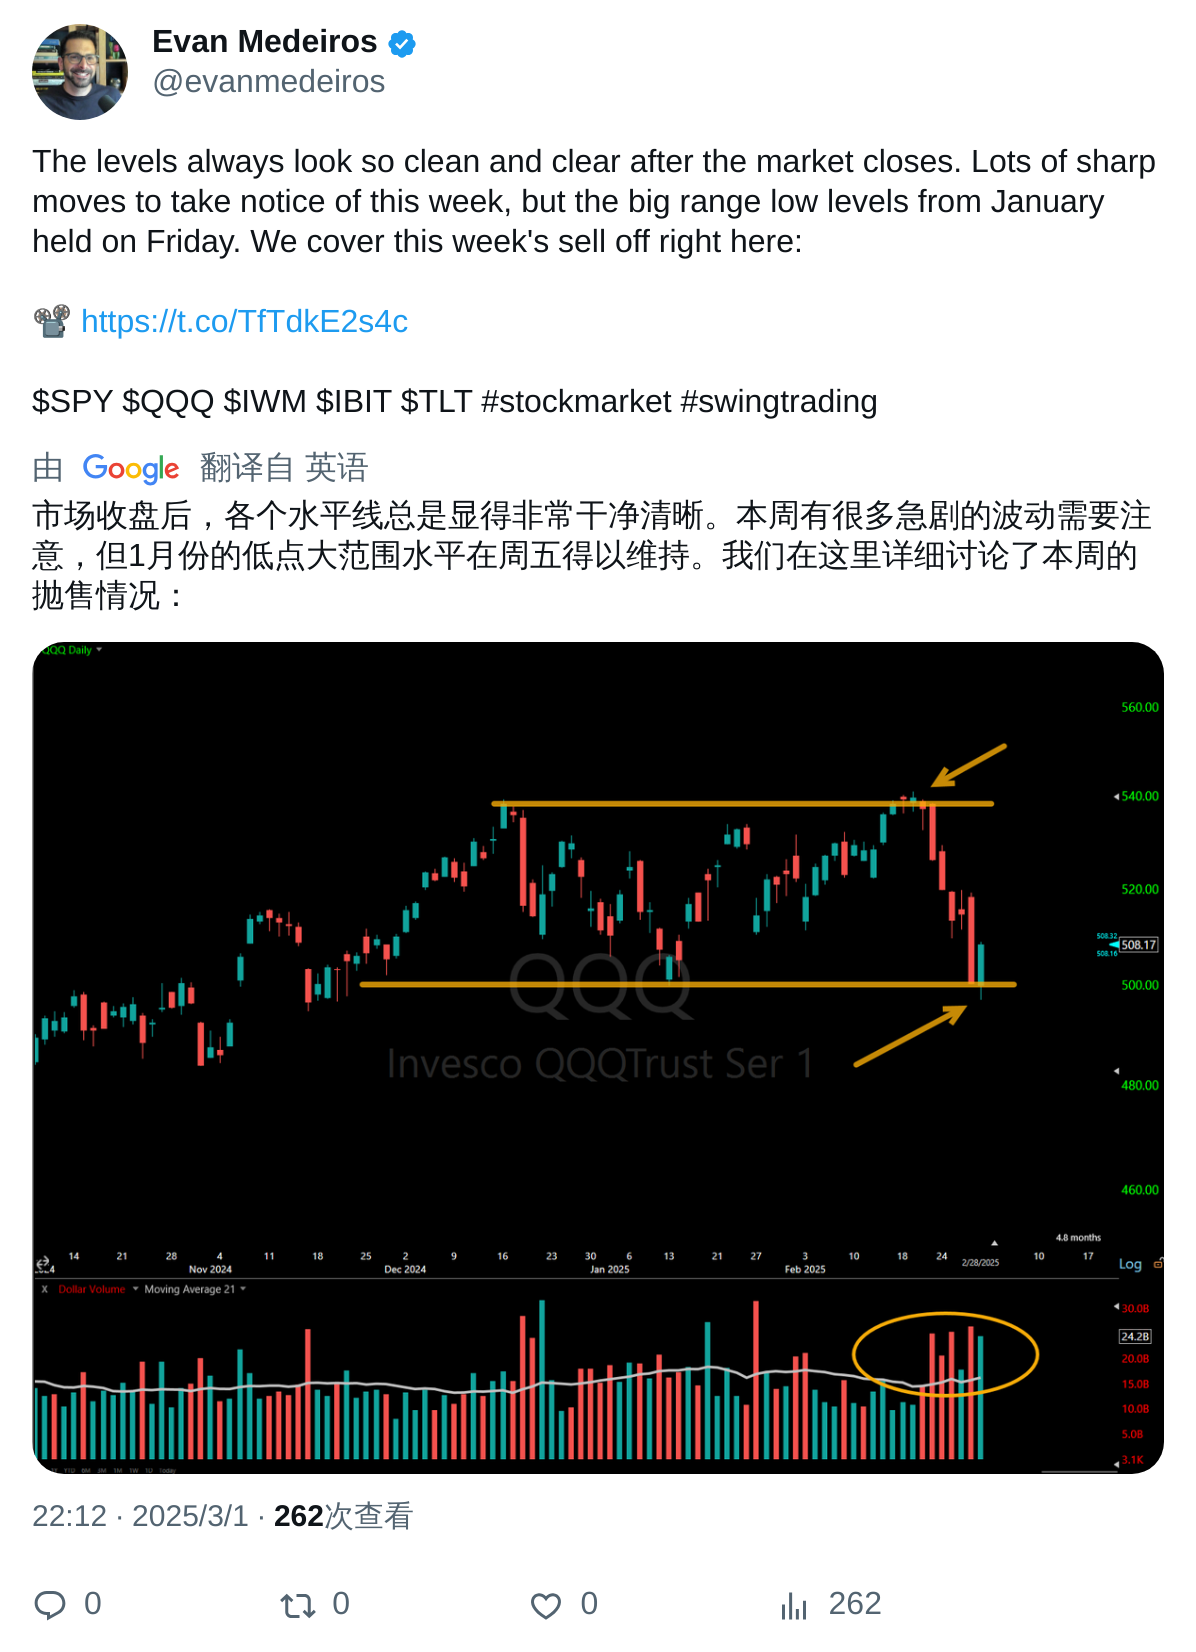 Evan Medeiros
@evanmedeiros
The levels always look so clean and clear after the market closes. Lots of sharp
moves to take notice of this week, but the big range low levels from January
held on Friday. We cover this week's sell off right here:
📽 https://t.co/TfTdkE2s4c
$SPY $QQQ $IWM $IBIT $TLT #stockmarket #swingtrading
由 Google 翻译自 英语
市场收盘后，各个水平线总是显得非常干净清晰。本周有很多急剧的波动需要注
意，但1月份的低点大范围水平在周五得以维持。我们在这里详细讨论了本周的
抛售情况：
QQQ Daily
560.00
540.00
520.00
508.32
508.17
508.16
500.00
480.00
460.00
QQQ
Invesco QQQTrust Ser 1
4.8 months
14 21 28 4 11 18 25 2 9 16 23 30 6 13 21 27 3 10 18 24 10 17
Nov 2024 Dec 2024 Jan 2025 Feb 2025 2/28/2025
Log
X Dollar Volume Moving Average 21
30.0B
24.2B
20.0B
15.0B
10.0B
5.0B
3.1K
YTD 6M 3M 1M 1W 1D Today
22:12 · 2025/3/1 · 262次查看
0 0 0 262